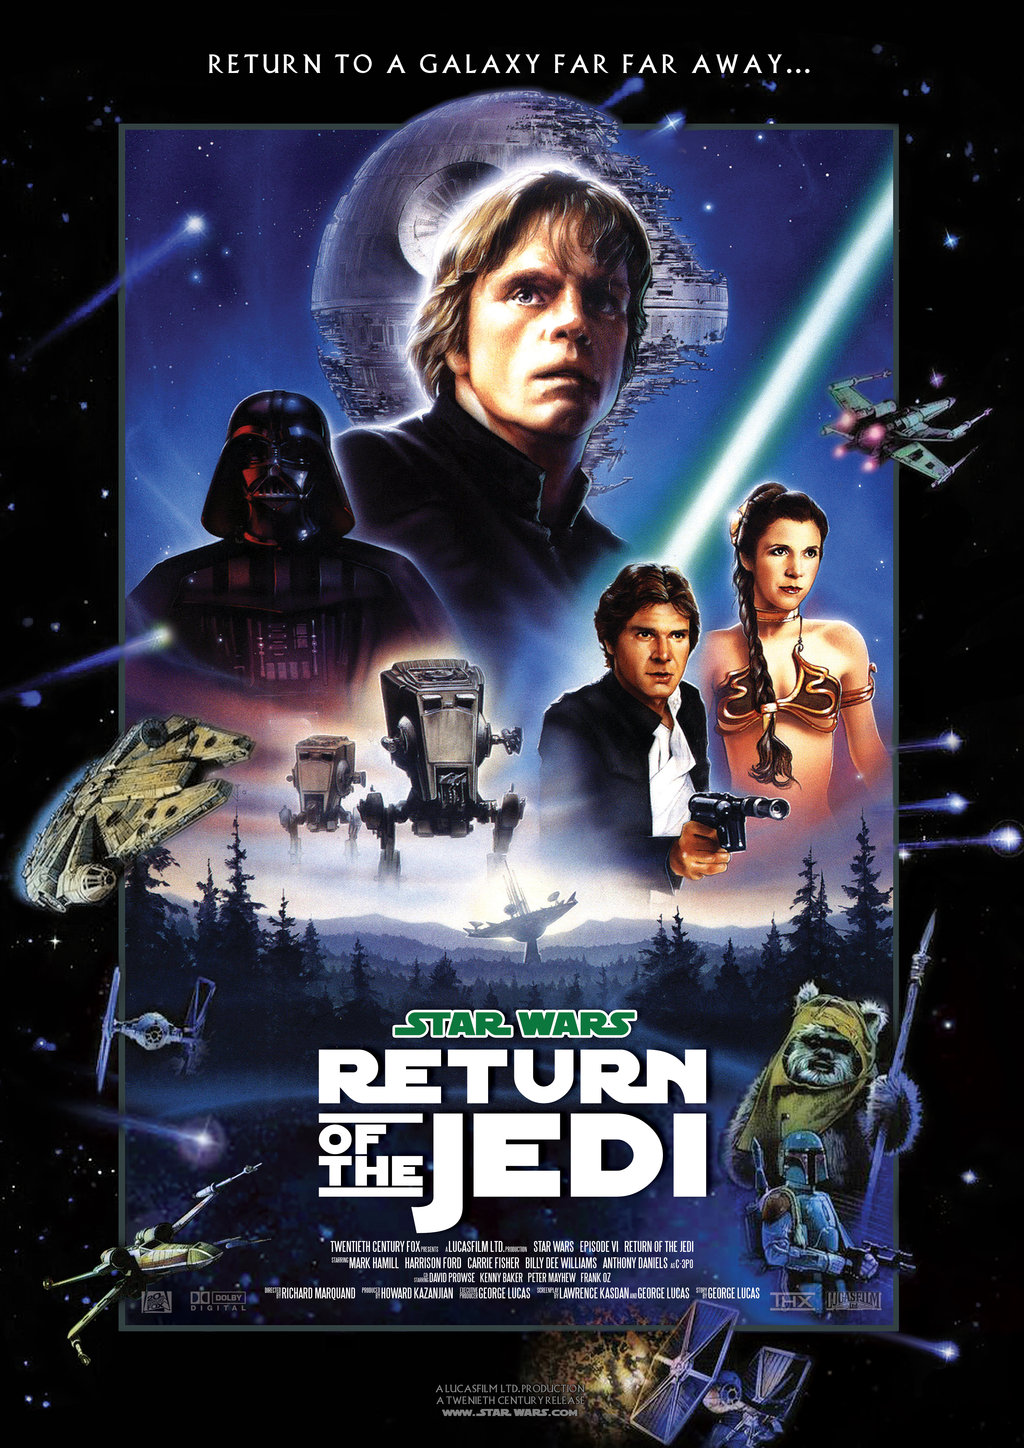 RETURN TO A GALAXY FAR FAR AWAY...
STAR WARS
RETURN
OF THE JEDI
TWENTIETH CENTURY FOX PRESENTS A LUCASFILM LTD. PRODUCTION STAR WARS EPISODE VI RETURN OF THE JEDI
STARRING MARK HAMILL HARRISON FORD CARRIE FISHER BILLY DEE WILLIAMS ANTHONY DANIELS AS C-3PO
DAVID PROWSE KENNY BAKER PETER MAYHEW FRANK OZ
DIRECTED BY RICHARD MARQUAND PRODUCED BY HOWARD KAZANJIAN EXECUTIVE PRODUCER GEORGE LUCAS SCREENPLAY BY LAWRENCE KASDAN AND GEORGE LUCAS STORY BY GEORGE LUCAS
DOLBY
DIGITAL
THX
LUCASFILM
A LUCASFILM LTD. PRODUCTION
A TWENIETH CENTURY RELEASE
WWW.STAR WARS.COM